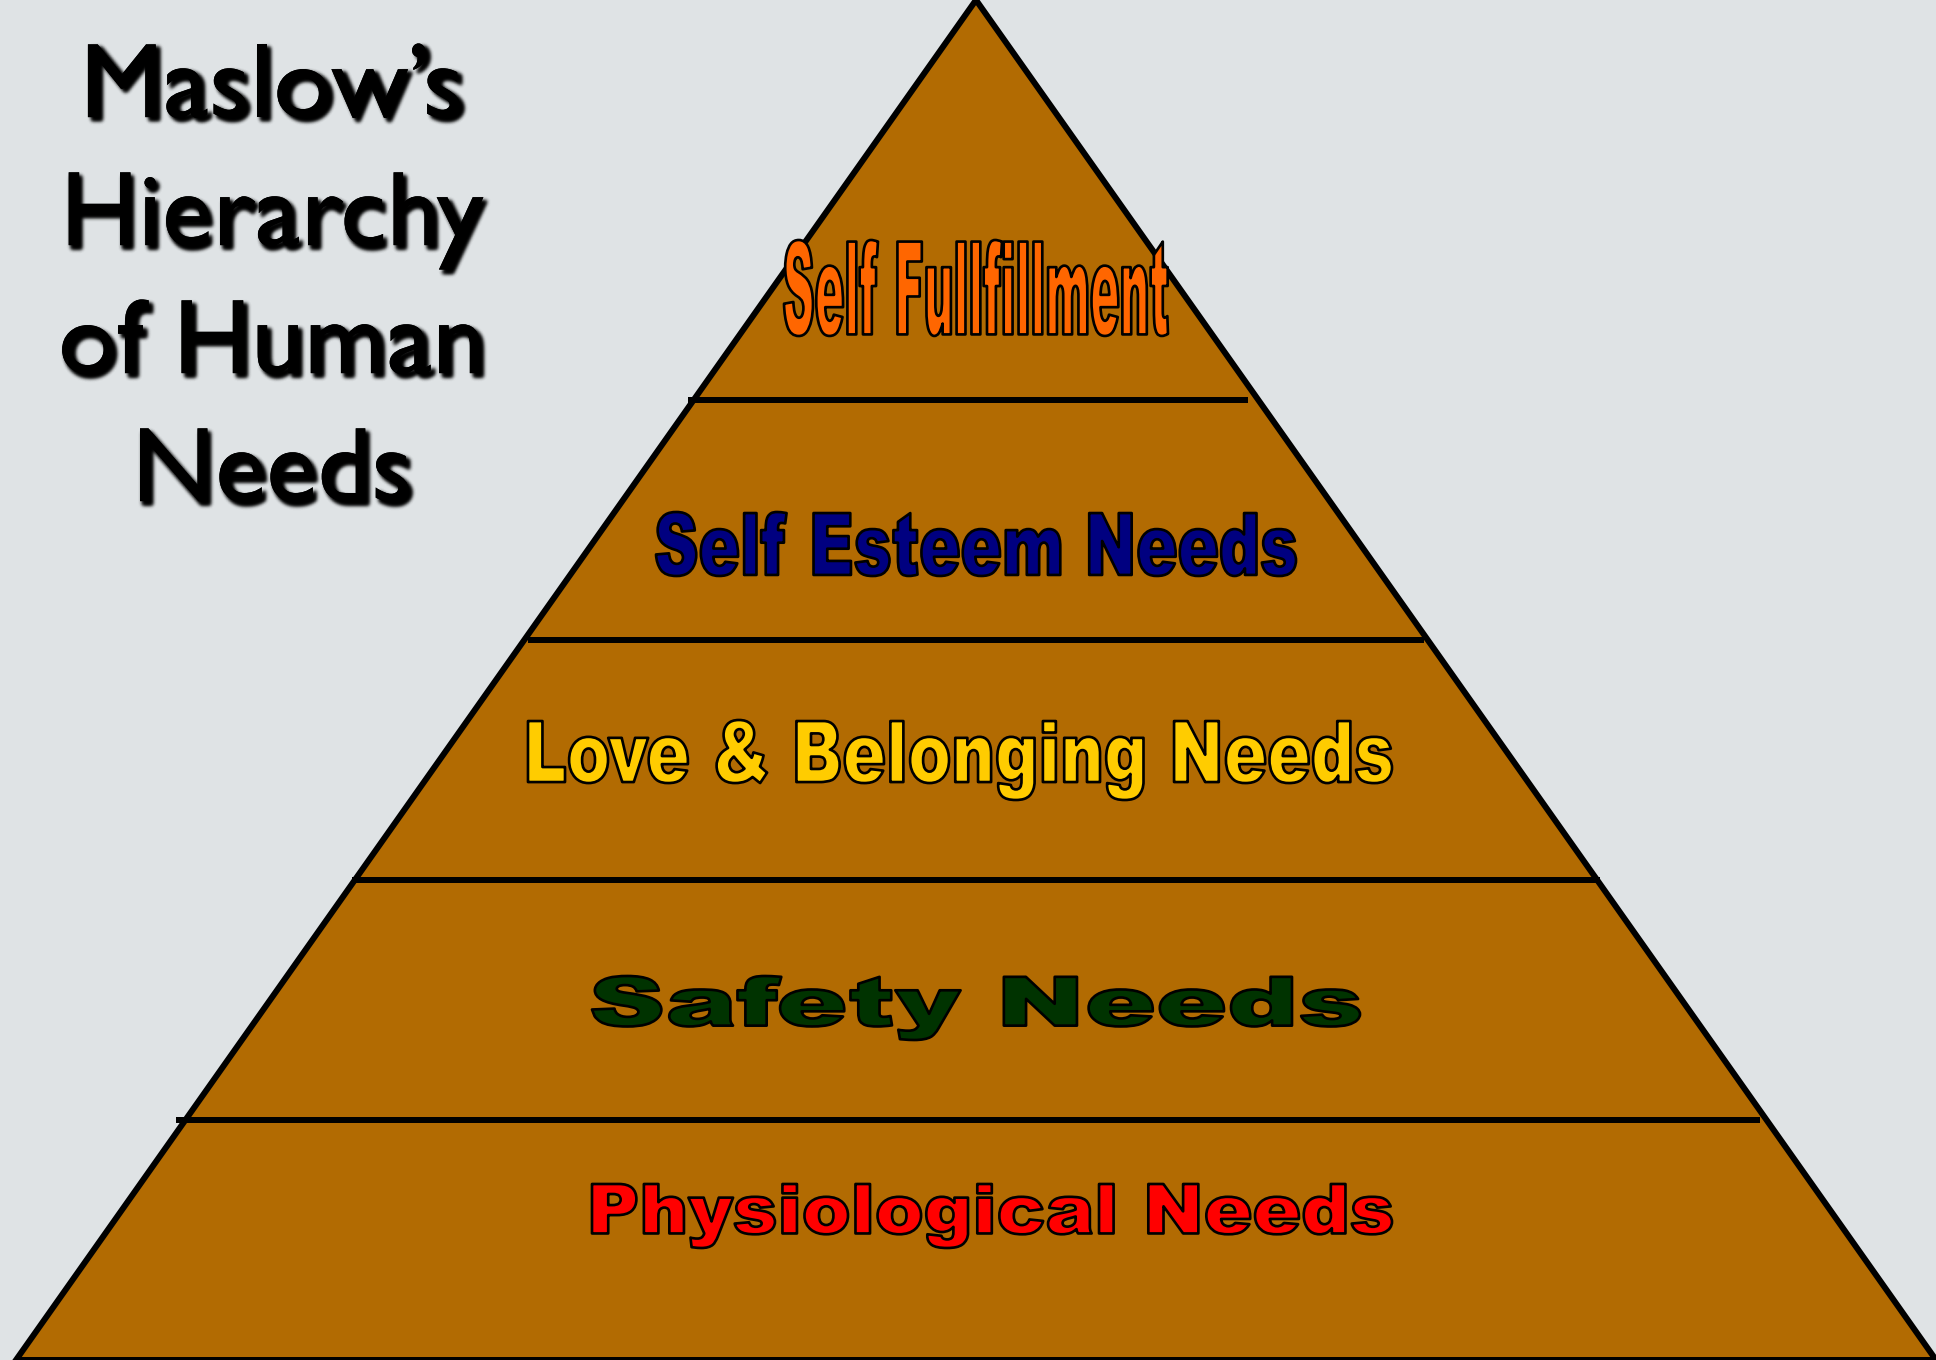 Maslow’s
Hierarchy
of Human
Needs
Self Fullfillment
Self Esteem Needs
Love & Belonging Needs
Safety Needs
Physiological Needs